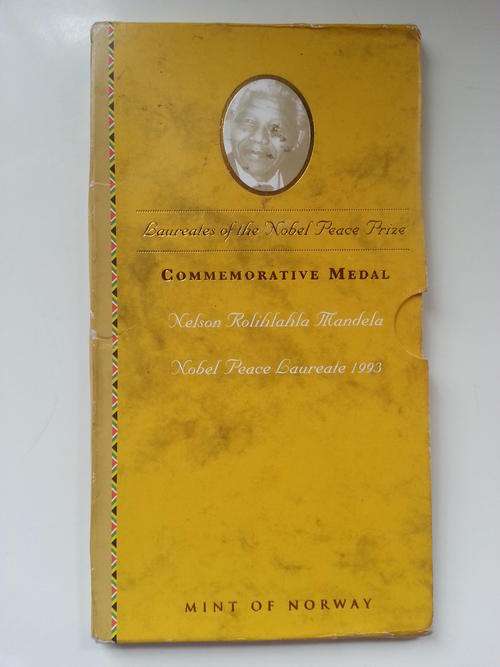 Laureates of the Nobel Peace Prize
COMMEMORATIVE MEDAL
Nelson Rolihlahla Mandela
Nobel Peace Laureate 1993
MINT OF NORWAY